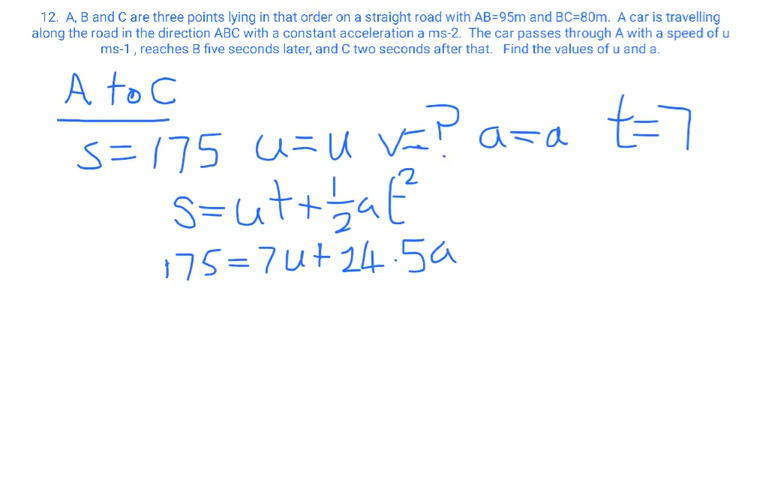 12. A, B and C are three points lying in that order on a straight road with AB=95m and BC=80m. A car is travelling
along the road in the direction ABC with a constant acceleration a ms-2. The car passes through A with a speed of u
ms-1 , reaches B five seconds later, and C two seconds after that. Find the values of u and a.
A to C
s=175 u=u v=? a=a t=7
s=ut+½at²
175=7u+24.5a